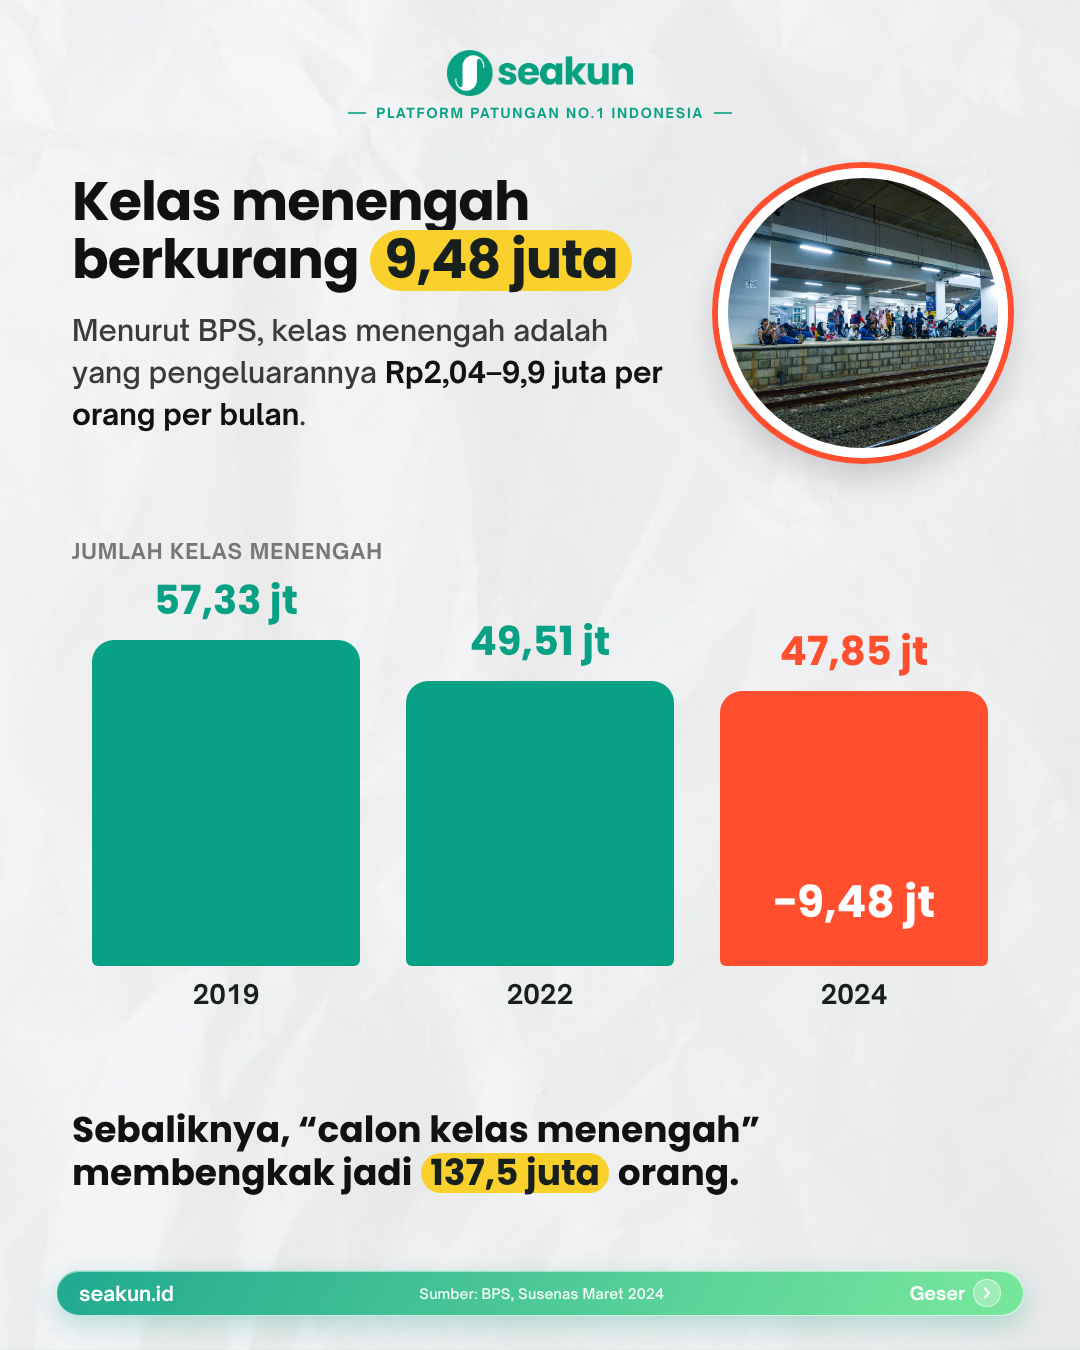 seakun
PLATFORM PATUNGAN NO.1 INDONESIA
Kelas menengah
berkurang 9,48 juta
Menurut BPS, kelas menengah adalah
yang pengeluarannya Rp2,04–9,9 juta per
orang per bulan.
JUMLAH KELAS MENENGAH
57,33 jt
49,51 jt
47,85 jt
-9,48 jt
2019
2022
2024
Sebaliknya, “calon kelas menengah”
membengkak jadi 137,5 juta orang.
seakun.id
Sumber: BPS, Susenas Maret 2024
Geser